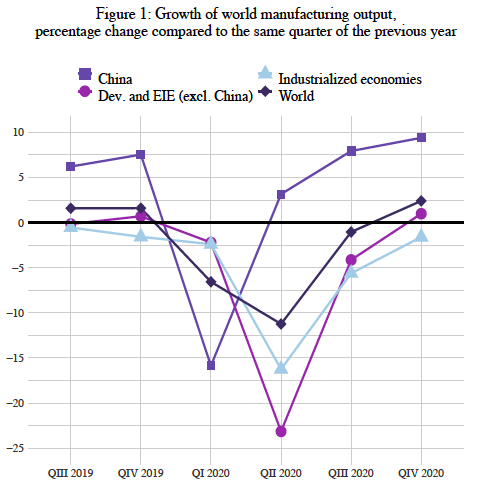 Figure 1: Growth of world manufacturing output,
percentage change compared to the same quarter of the previous year
China
Industrialized economies
Dev. and EIE (excl. China)
World
10
5
0
−5
−10
−15
−20
−25
QIII 2019 QIV 2019 QI 2020 QII 2020 QIII 2020 QIV 2020